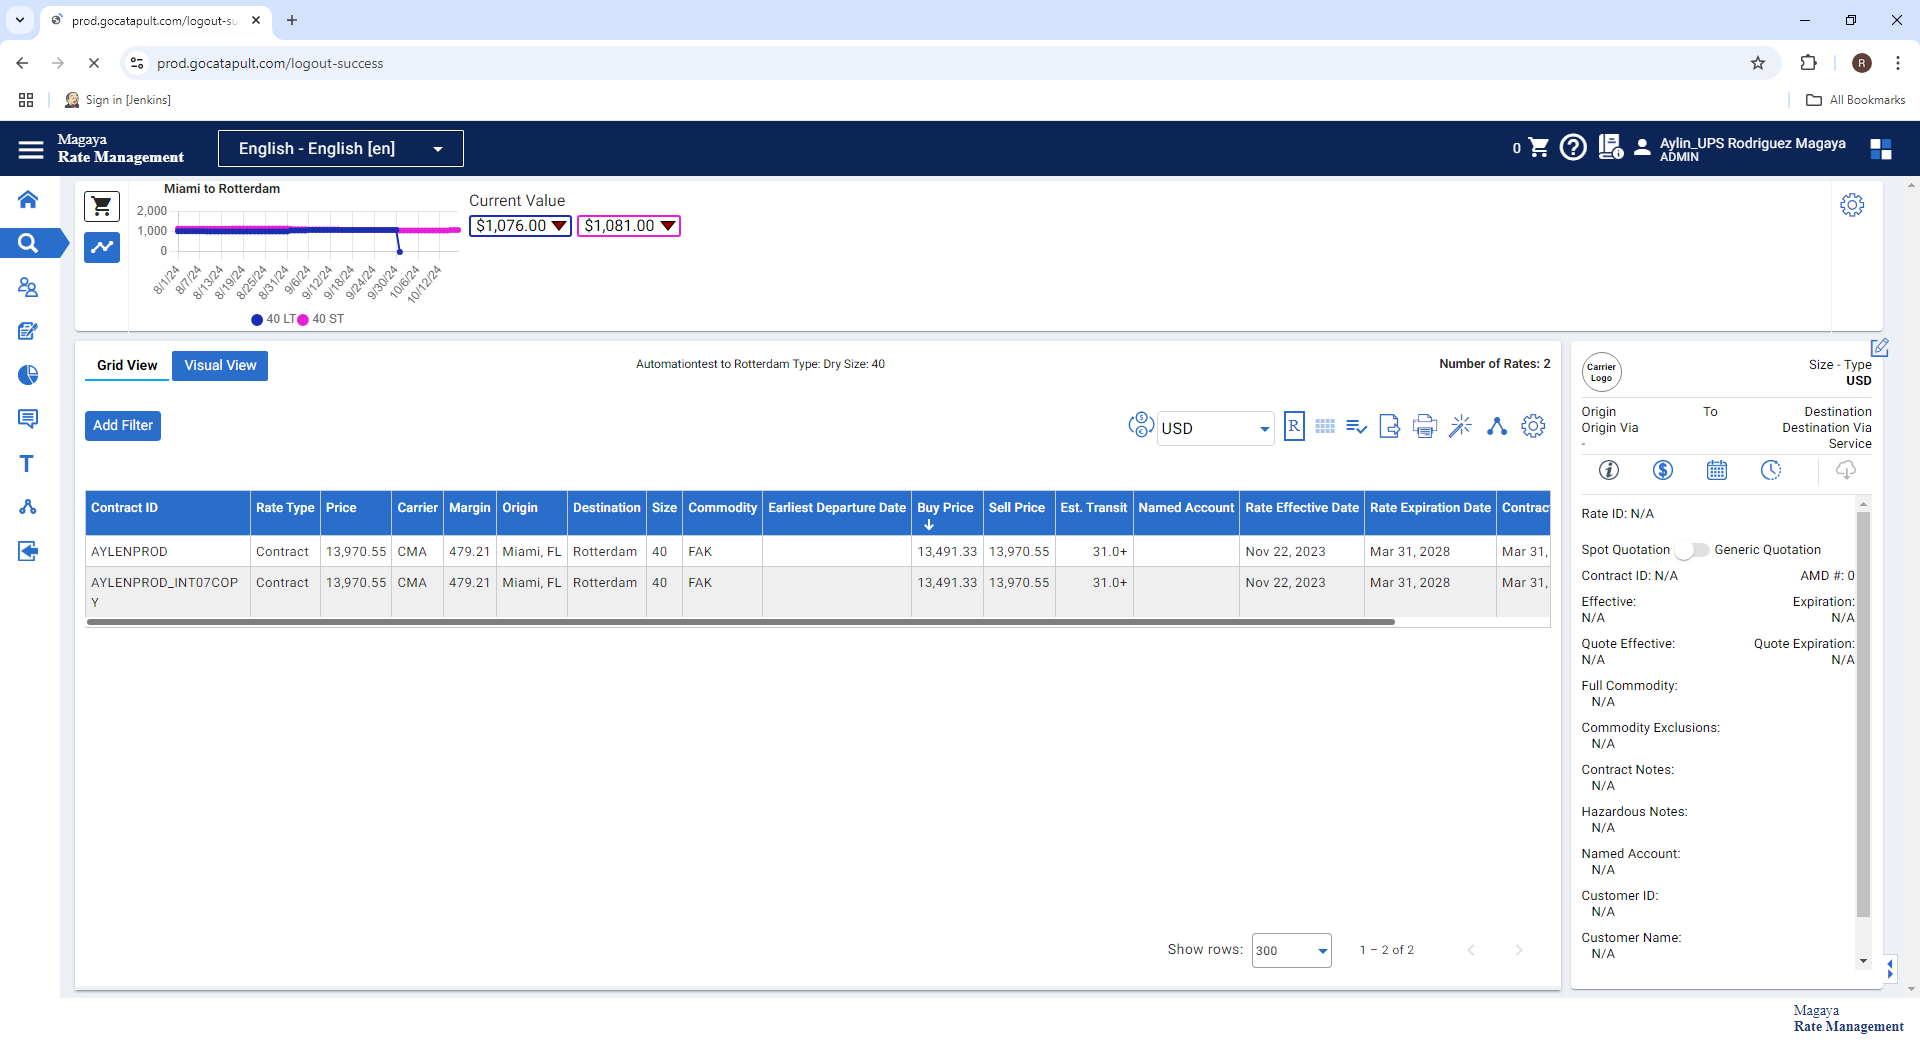 prod.gocatapult.com/logout-su
prod.gocatapult.com/logout-success
R
Sign in [Jenkins]
All Bookmarks
Magaya
Rate Management
English - English [en]
0
Aylin_UPS Rodriguez Magaya
ADMIN
Miami to Rotterdam
2,000
1,000
0
8/1/24
8/7/24
8/13/24
8/19/24
8/25/24
8/31/24
9/6/24
9/12/24
9/18/24
9/24/24
9/30/24
10/6/24
10/12/24
40 LT 40 ST
Current Value
$1,076.00 $1,081.00
Grid View Visual View
Automationtest to Rotterdam Type: Dry Size: 40
Number of Rates: 2
Add Filter
USD
R
Contract ID Rate Type Price Carrier Margin Origin Destination Size Commodity Earliest Departure Date Buy Price Sell Price Est. Transit Named Account Rate Effective Date Rate Expiration Date Contrac
AYLENPROD Contract 13,970.55 CMA 479.21 Miami, FL Rotterdam 40 FAK 13,491.33 13,970.55 31.0+ Nov 22, 2023 Mar 31, 2028 Mar 31,
AYLENPROD_INT07COP Contract 13,970.55 CMA 479.21 Miami, FL Rotterdam 40 FAK 13,491.33 13,970.55 31.0+ Nov 22, 2023 Mar 31, 2028 Mar 31,
Y
Show rows: 300 1 – 2 of 2
Carrier
Logo
Size - Type
USD
Origin To Destination
Origin Via Destination Via
- Service
Rate ID: N/A
Spot Quotation Generic Quotation
Contract ID: N/A AMD #: 0
Effective: Expiration:
N/A N/A
Quote Effective: Quote Expiration:
N/A N/A
Full Commodity:
N/A
Commodity Exclusions:
N/A
Contract Notes:
N/A
Hazardous Notes:
N/A
Named Account:
N/A
Customer ID:
N/A
Customer Name:
N/A
Magaya
Rate Management